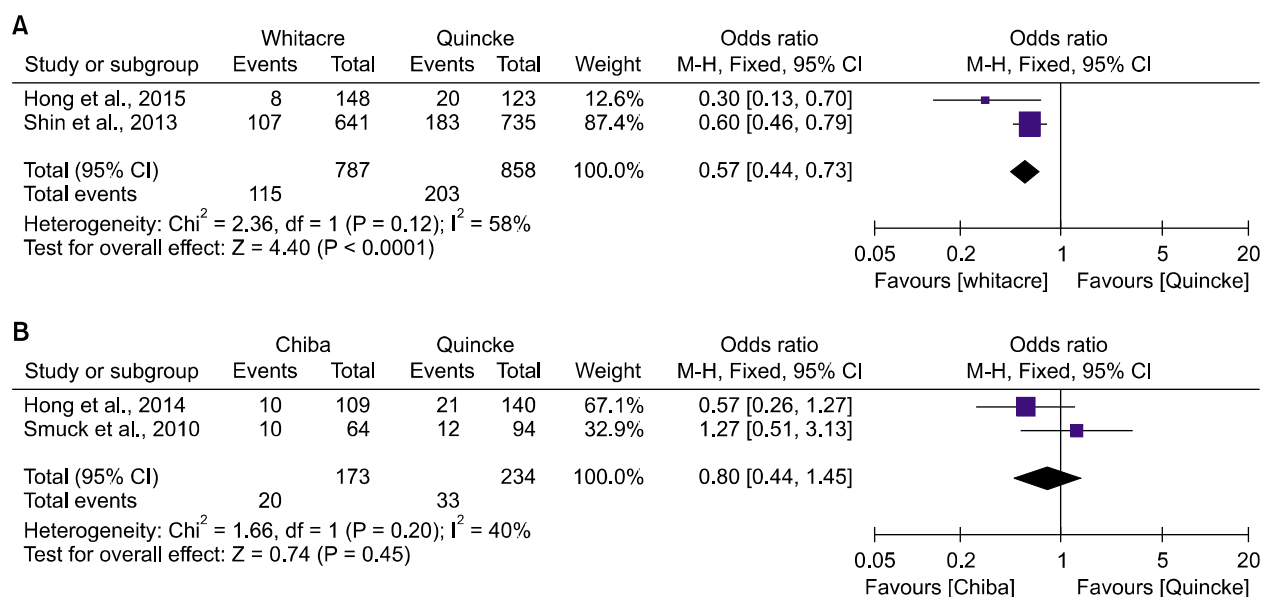 A
Whitacre Quincke Odds ratio Odds ratio
Study or subgroup Events Total Events Total Weight M-H, Fixed, 95% CI M-H, Fixed, 95% CI
Hong et al., 2015 8 148 20 123 12.6% 0.30 [0.13, 0.70]
Shin et al., 2013 107 641 183 735 87.4% 0.60 [0.46, 0.79]
Total (95% CI) 787 858 100.0% 0.57 [0.44, 0.73]
Total events 115 203
Heterogeneity: Chi² = 2.36, df = 1 (P = 0.12); I² = 58%
Test for overall effect: Z = 4.40 (P < 0.0001)
0.05 0.2 1 5 20
Favours [whitacre] Favours [Quincke]
B
Chiba Quincke Odds ratio Odds ratio
Study or subgroup Events Total Events Total Weight M-H, Fixed, 95% CI M-H, Fixed, 95% CI
Hong et al., 2014 10 109 21 140 67.1% 0.57 [0.26, 1.27]
Smuck et al., 2010 10 64 12 94 32.9% 1.27 [0.51, 3.13]
Total (95% CI) 173 234 100.0% 0.80 [0.44, 1.45]
Total events 20 33
Heterogeneity: Chi² = 1.66, df = 1 (P = 0.20); I² = 40%
Test for overall effect: Z = 0.74 (P = 0.45)
0.05 0.2 1 5 20
Favours [Chiba] Favours [Quincke]